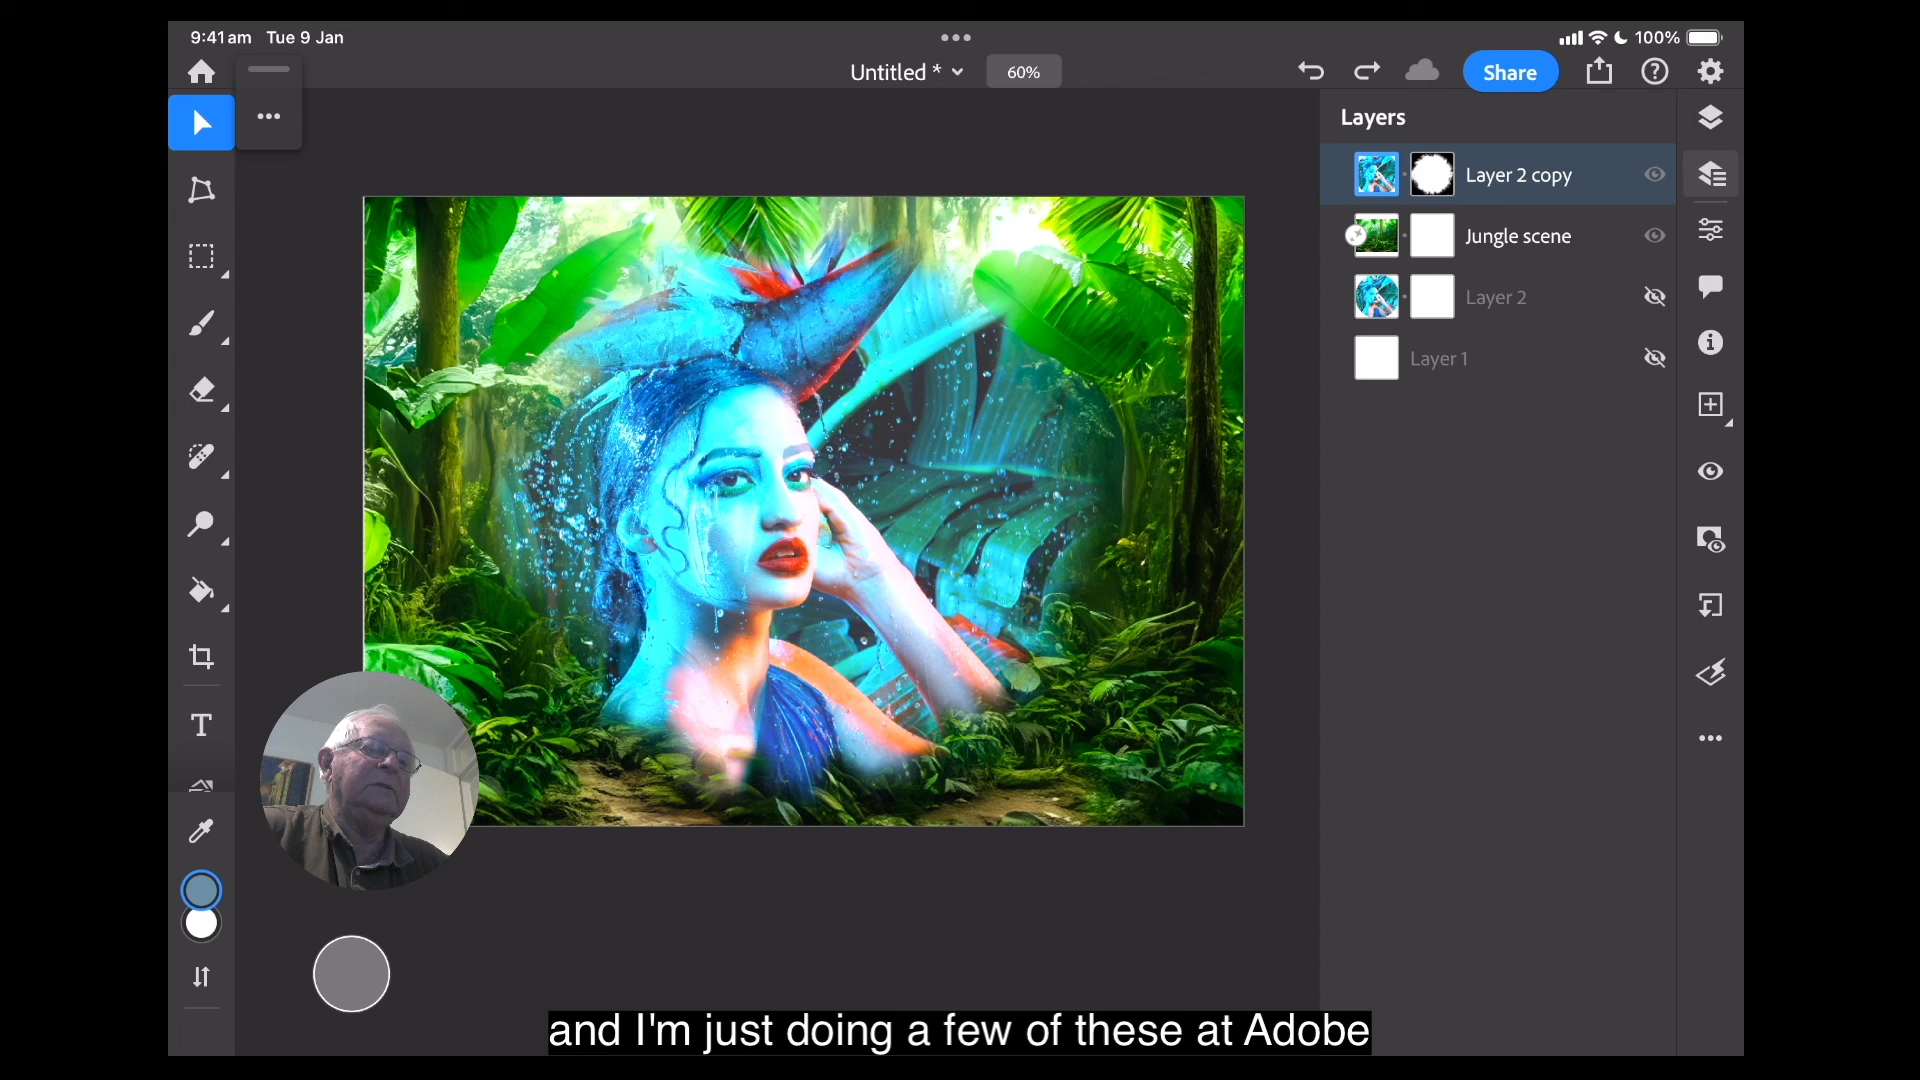 9:41am Tue 9 Jan
100%
Untitled *
60%
Share
Layers
Layer 2 copy
Jungle scene
Layer 2
Layer 1
T
and I'm just doing a few of these at Adobe